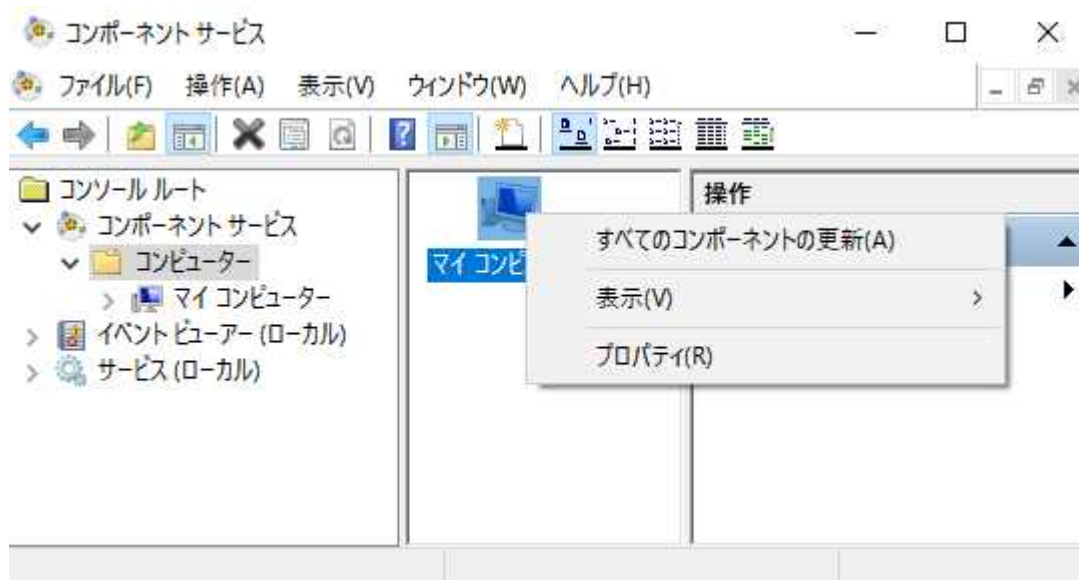 コンポーネント サービス
ファイル(F) 操作(A) 表示(V) ウィンドウ(W) ヘルプ(H)
コンソール ルート
コンポーネント サービス
コンピューター
マイ コンピューター
イベント ビューアー (ローカル)
サービス (ローカル)
マイ コンピ
操作
すべてのコンポーネントの更新(A)
表示(V)
プロパティ(R)